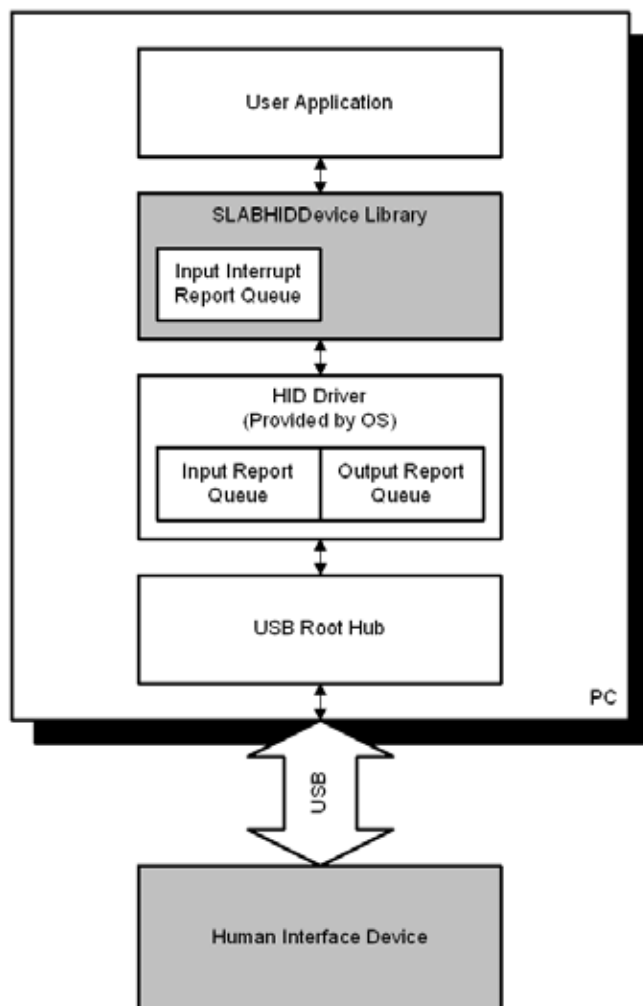 User Application
SLABHIDDevice Library
Input Interrupt
Report Queue
HID Driver
(Provided by OS)
Input Report
Queue
Output Report
Queue
USB Root Hub
PC
USB
Human Interface Device